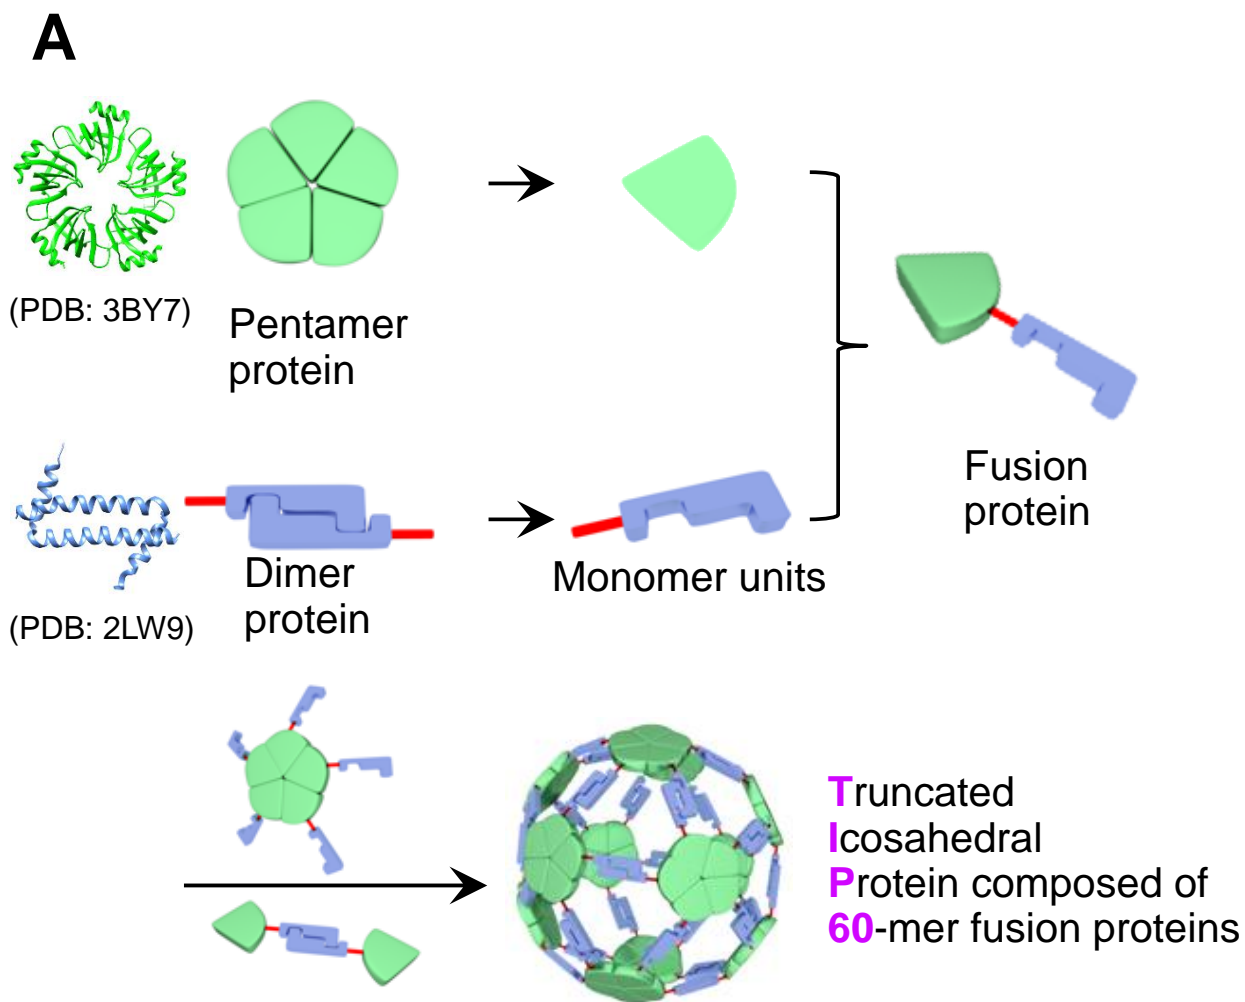 A
(PDB: 3BY7)
Pentamer
protein
Fusion
protein
Dimer
protein
Monomer units
(PDB: 2LW9)
Truncated
Icosahedral
Protein composed of
60-mer fusion proteins